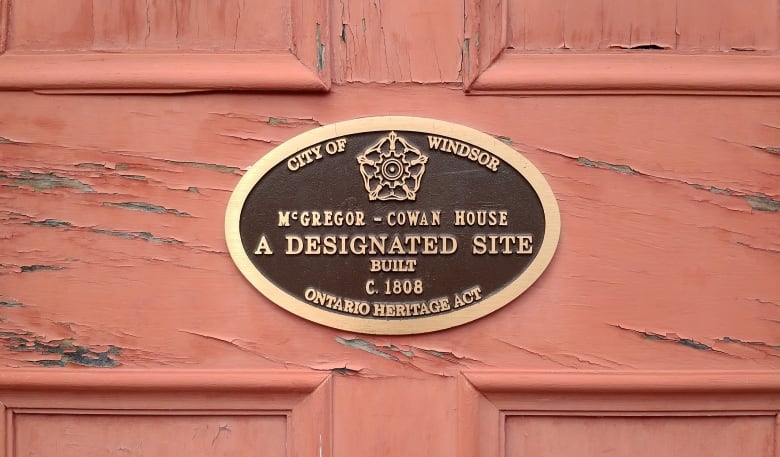 CITY OF WINDSOR
McGREGOR - COWAN HOUSE
A DESIGNATED SITE
BUILT
C. 1808
ONTARIO HERITAGE ACT